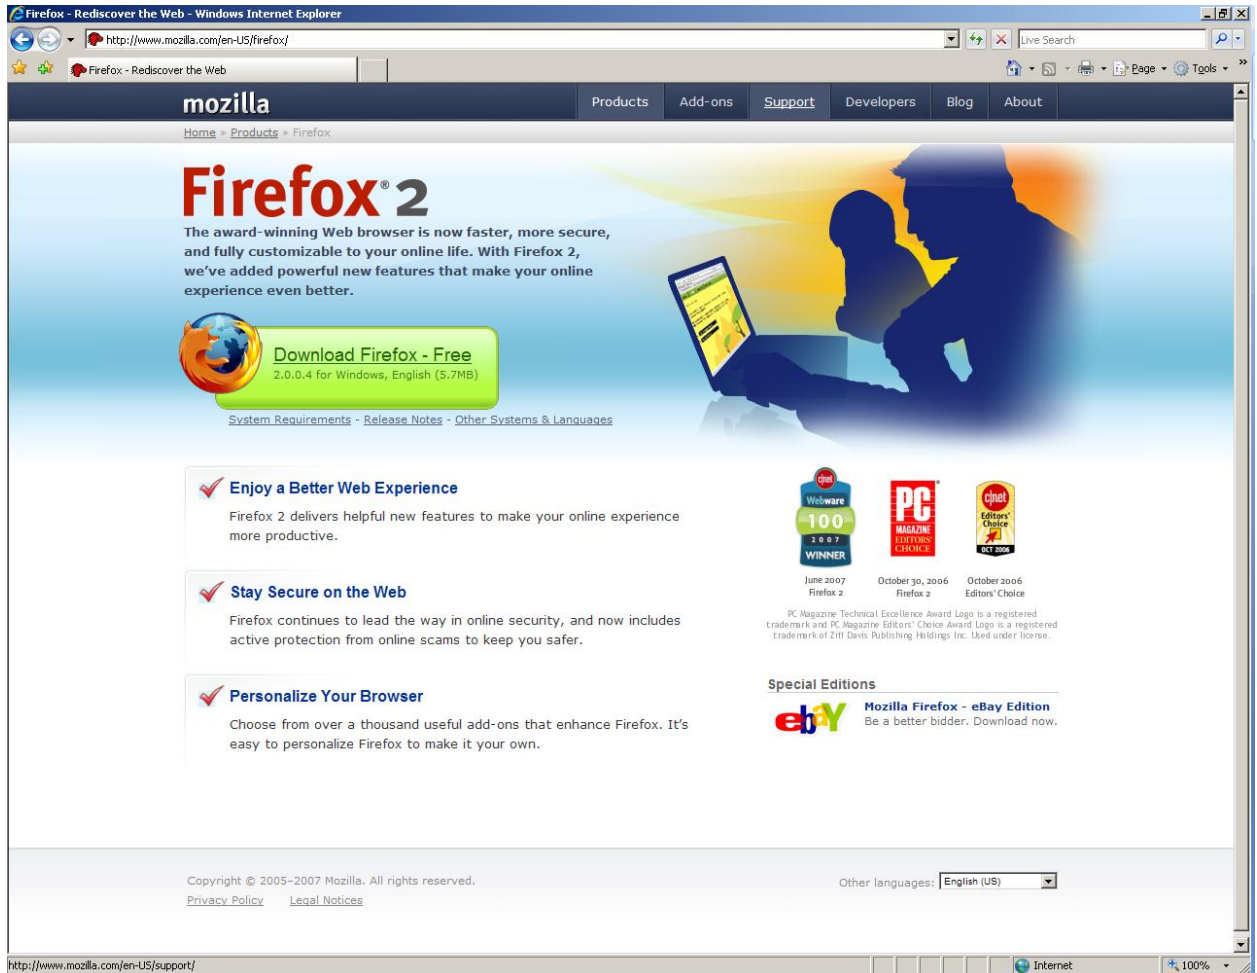 Firefox - Rediscover the Web - Windows Internet Explorer
http://www.mozilla.com/en-US/firefox/
Live Search
Firefox - Rediscover the Web
Page
Tools
mozilla
Products Add-ons Support Developers Blog About
Home » Products » Firefox
Firefox® 2
The award-winning Web browser is now faster, more secure,
and fully customizable to your online life. With Firefox 2,
we've added powerful new features that make your online
experience even better.
Download Firefox - Free
2.0.0.4 for Windows, English (5.7MB)
System Requirements - Release Notes - Other Systems & Languages
Enjoy a Better Web Experience
Firefox 2 delivers helpful new features to make your online experience
more productive.
Stay Secure on the Web
Firefox continues to lead the way in online security, and now includes
active protection from online scams to keep you safer.
Personalize Your Browser
Choose from over a thousand useful add-ons that enhance Firefox. It's
easy to personalize Firefox to make it your own.
c|net
Webware
100
2007
WINNER
June 2007
Firefox 2
PC
MAGAZINE
EDITORS'
CHOICE
October 30, 2006
Firefox 2
c|net
Editors'
Choice
OCT 2006
October 2006
Editors' Choice
PC Magazine Technical Excellence Award Logo is a registered
trademark and PC Magazine Editors' Choice Award Logo is a registered
trademark of Ziff Davis Publishing Holdings Inc. Used under license.
Special Editions
ebay
Mozilla Firefox - eBay Edition
Be a better bidder. Download now.
Copyright © 2005–2007 Mozilla. All rights reserved.
Privacy Policy Legal Notices
Other languages: English (US)
http://www.mozilla.com/en-US/support/
Internet
100%